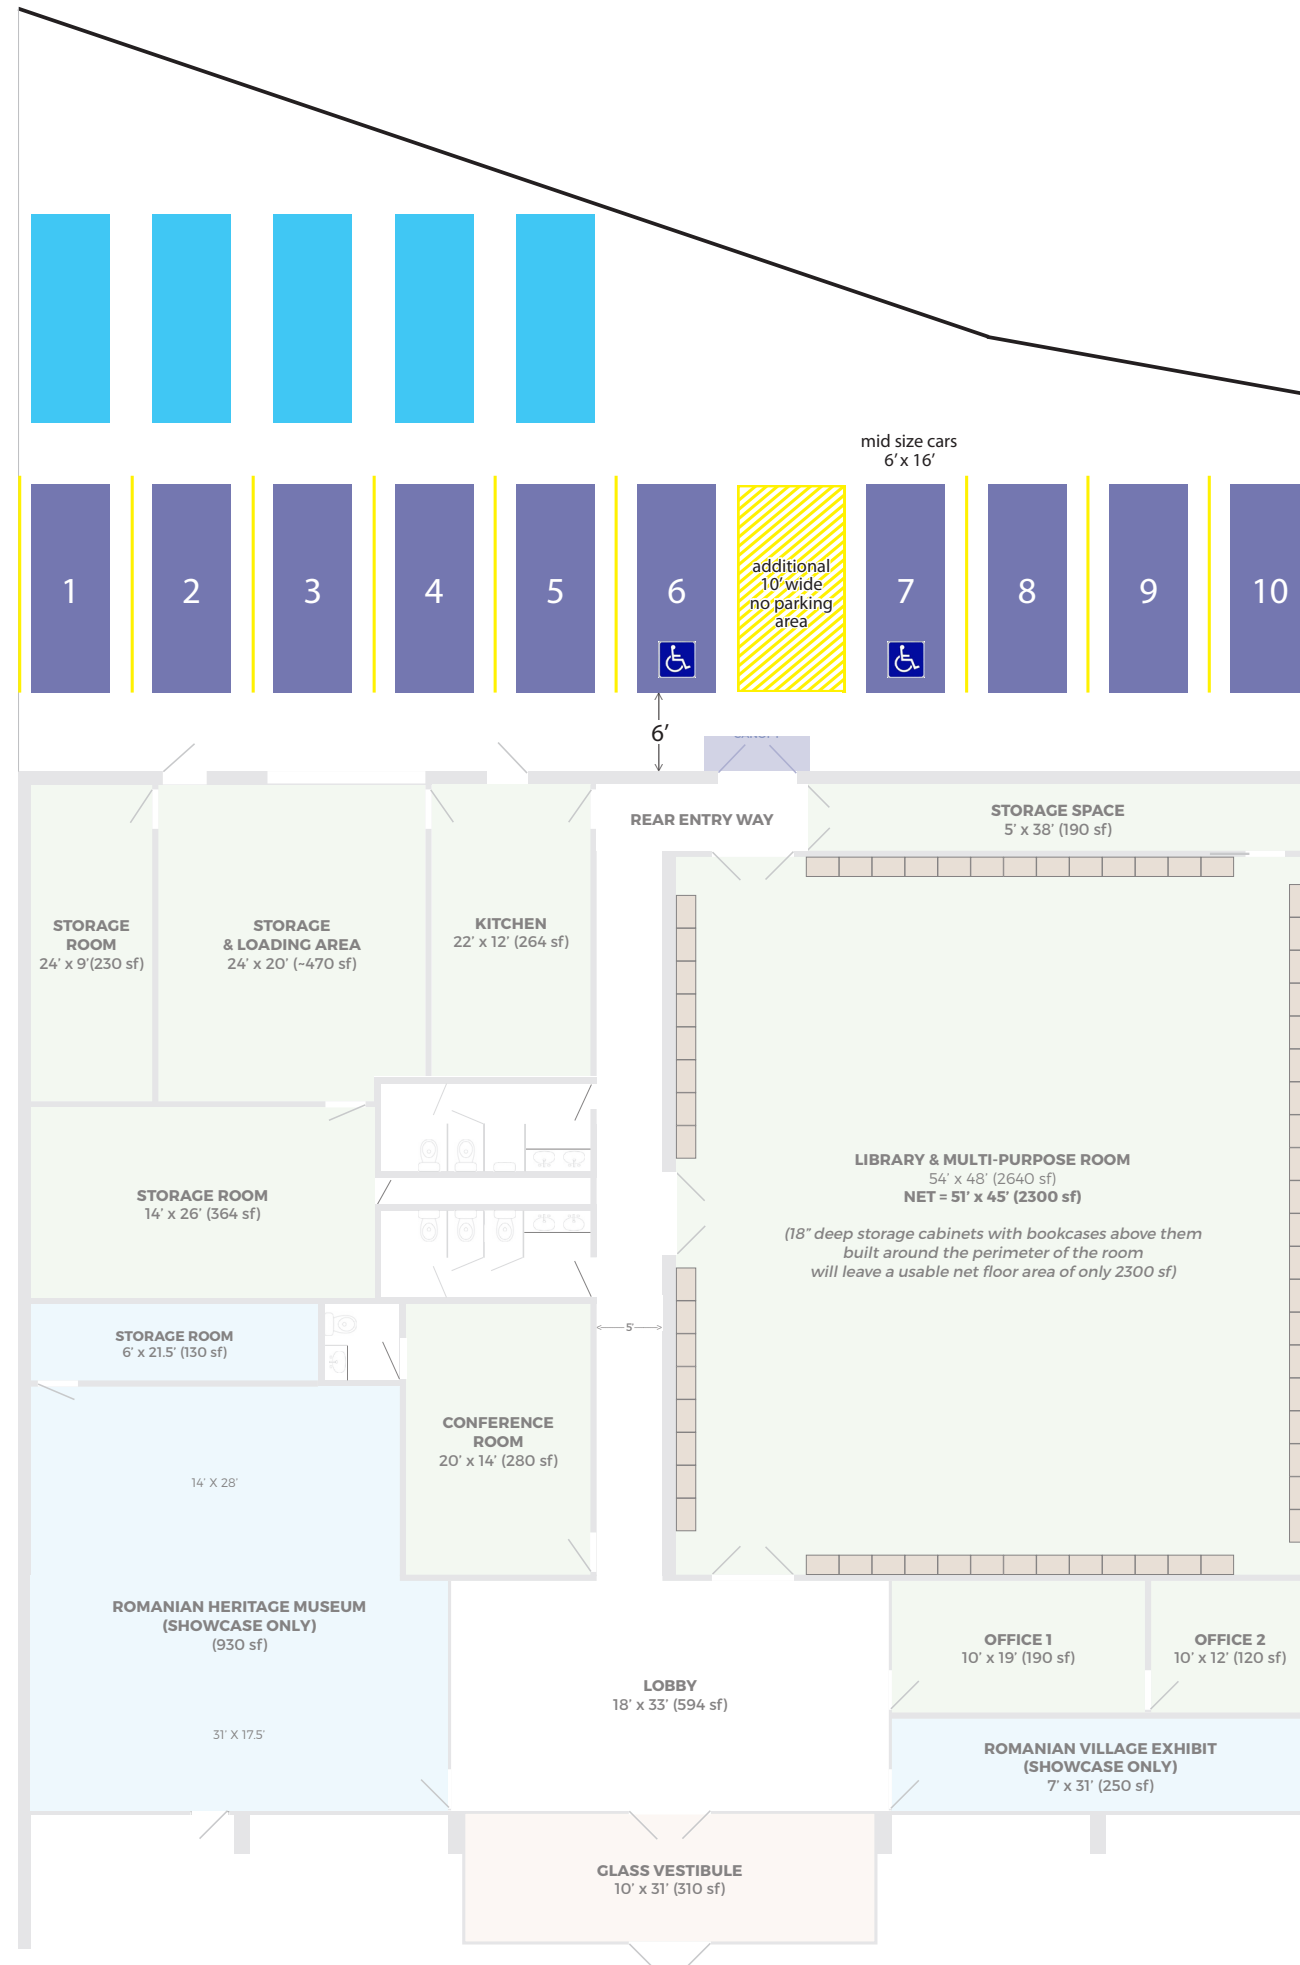 mid size cars
6’ x 16’
1
2
3
4
5
6
additional
10’ wide
no parking
area
7
8
9
10
6’
REAR ENTRY WAY
STORAGE SPACE
5’ x 38’ (190 sf)
STORAGE
ROOM
24’ x 9’(230 sf)
STORAGE
& LOADING AREA
24’ x 20’ (~470 sf)
KITCHEN
22’ x 12’ (264 sf)
LIBRARY & MULTI-PURPOSE ROOM
54’ x 48’ (2640 sf)
NET = 51’ x 45’ (2300 sf)
(18” deep storage cabinets with bookcases above them
built around the perimeter of the room
will leave a usable net floor area of only 2300 sf)
STORAGE ROOM
14’ x 26’ (364 sf)
5’
STORAGE ROOM
6’ x 21.5’ (130 sf)
CONFERENCE
ROOM
20’ x 14’ (280 sf)
14’ X 28’
ROMANIAN HERITAGE MUSEUM
(SHOWCASE ONLY)
(930 sf)
31’ X 17.5’
LOBBY
18’ x 33’ (594 sf)
OFFICE 1
10’ x 19’ (190 sf)
OFFICE 2
10’ x 12’ (120 sf)
ROMANIAN VILLAGE EXHIBIT
(SHOWCASE ONLY)
7’ x 31’ (250 sf)
GLASS VESTIBULE
10’ x 31’ (310 sf)